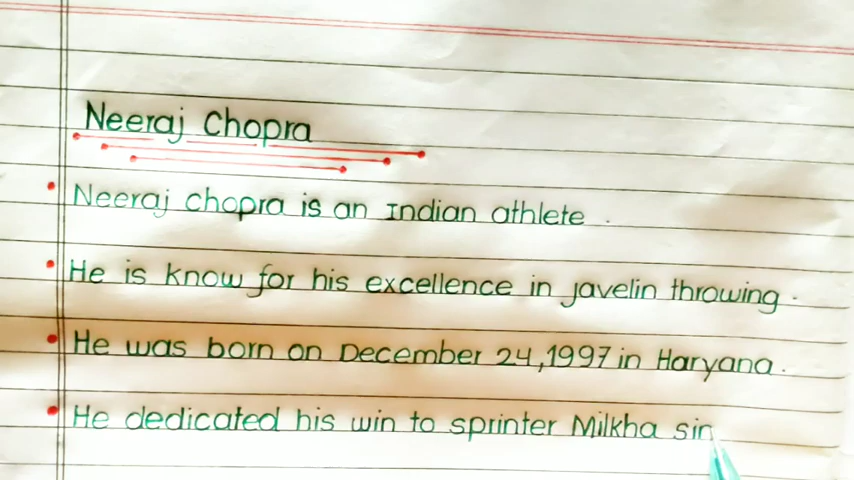 Neeraj Chopra
Neeraj chopra is an Indian athlete .
He is know for his excellence in javelin throwing .
He was born on December 24, 1997 in Haryana .
He dedicated his win to sprinter Milkha sin